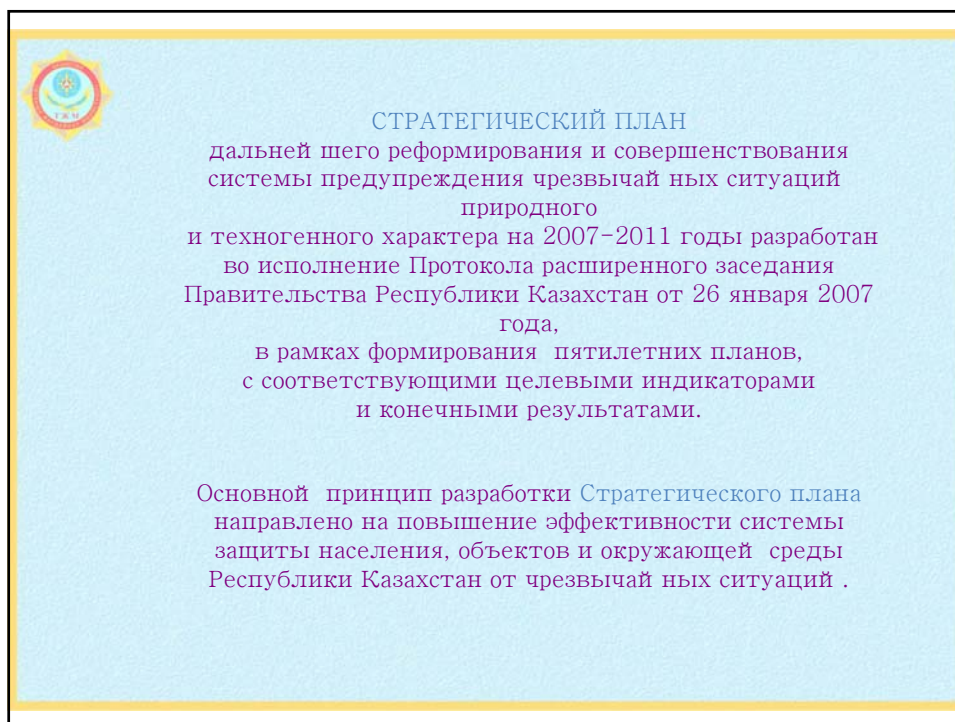 ТЖМ
СТРАТЕГИЧЕСКИЙ ПЛАН
дальней шего реформирования и совершенствования
системы предупреждения чрезвычай ных ситуаций
природного
и техногенного характера на 2007-2011 годы разработан
во исполнение Протокола расширенного заседания
Правительства Республики Казахстан от 26 января 2007
года,
в рамках формирования  пятилетних планов,
с соответствующими целевыми индикаторами
и конечными результатами.
Основной  принцип разработки Стратегического плана
направлено на повышение эффективности системы
защиты населения, объектов и окружающей  среды
Республики Казахстан от чрезвычай ных ситуаций .